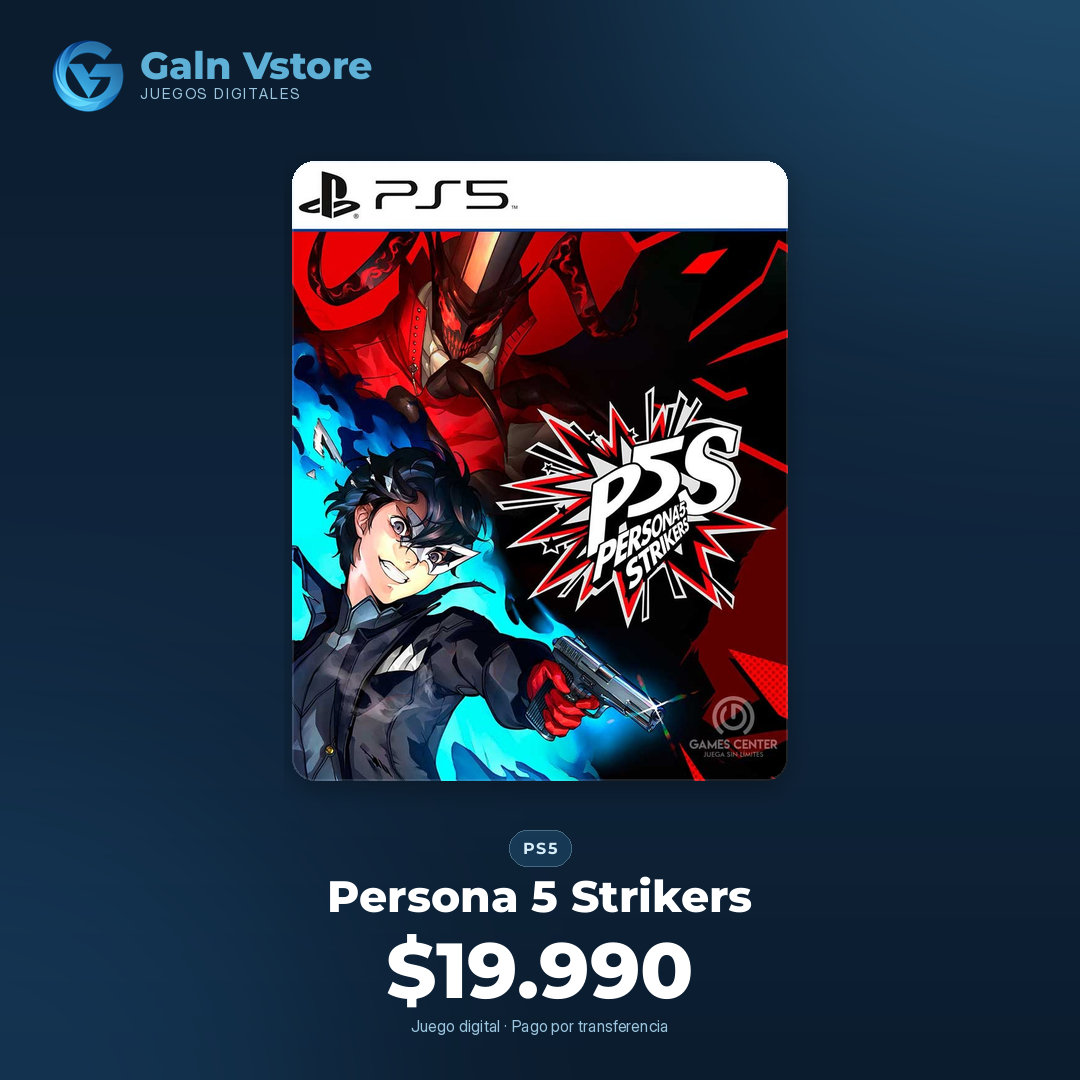 GaIn Vstore
JUEGOS DIGITALES
PS5
P5S
PERSONA5
STRIKERS
GAMES CENTER
JUEGA SIN LIMITES
PS5
Persona 5 Strikers
$19.990
Juego digital · Pago por transferencia